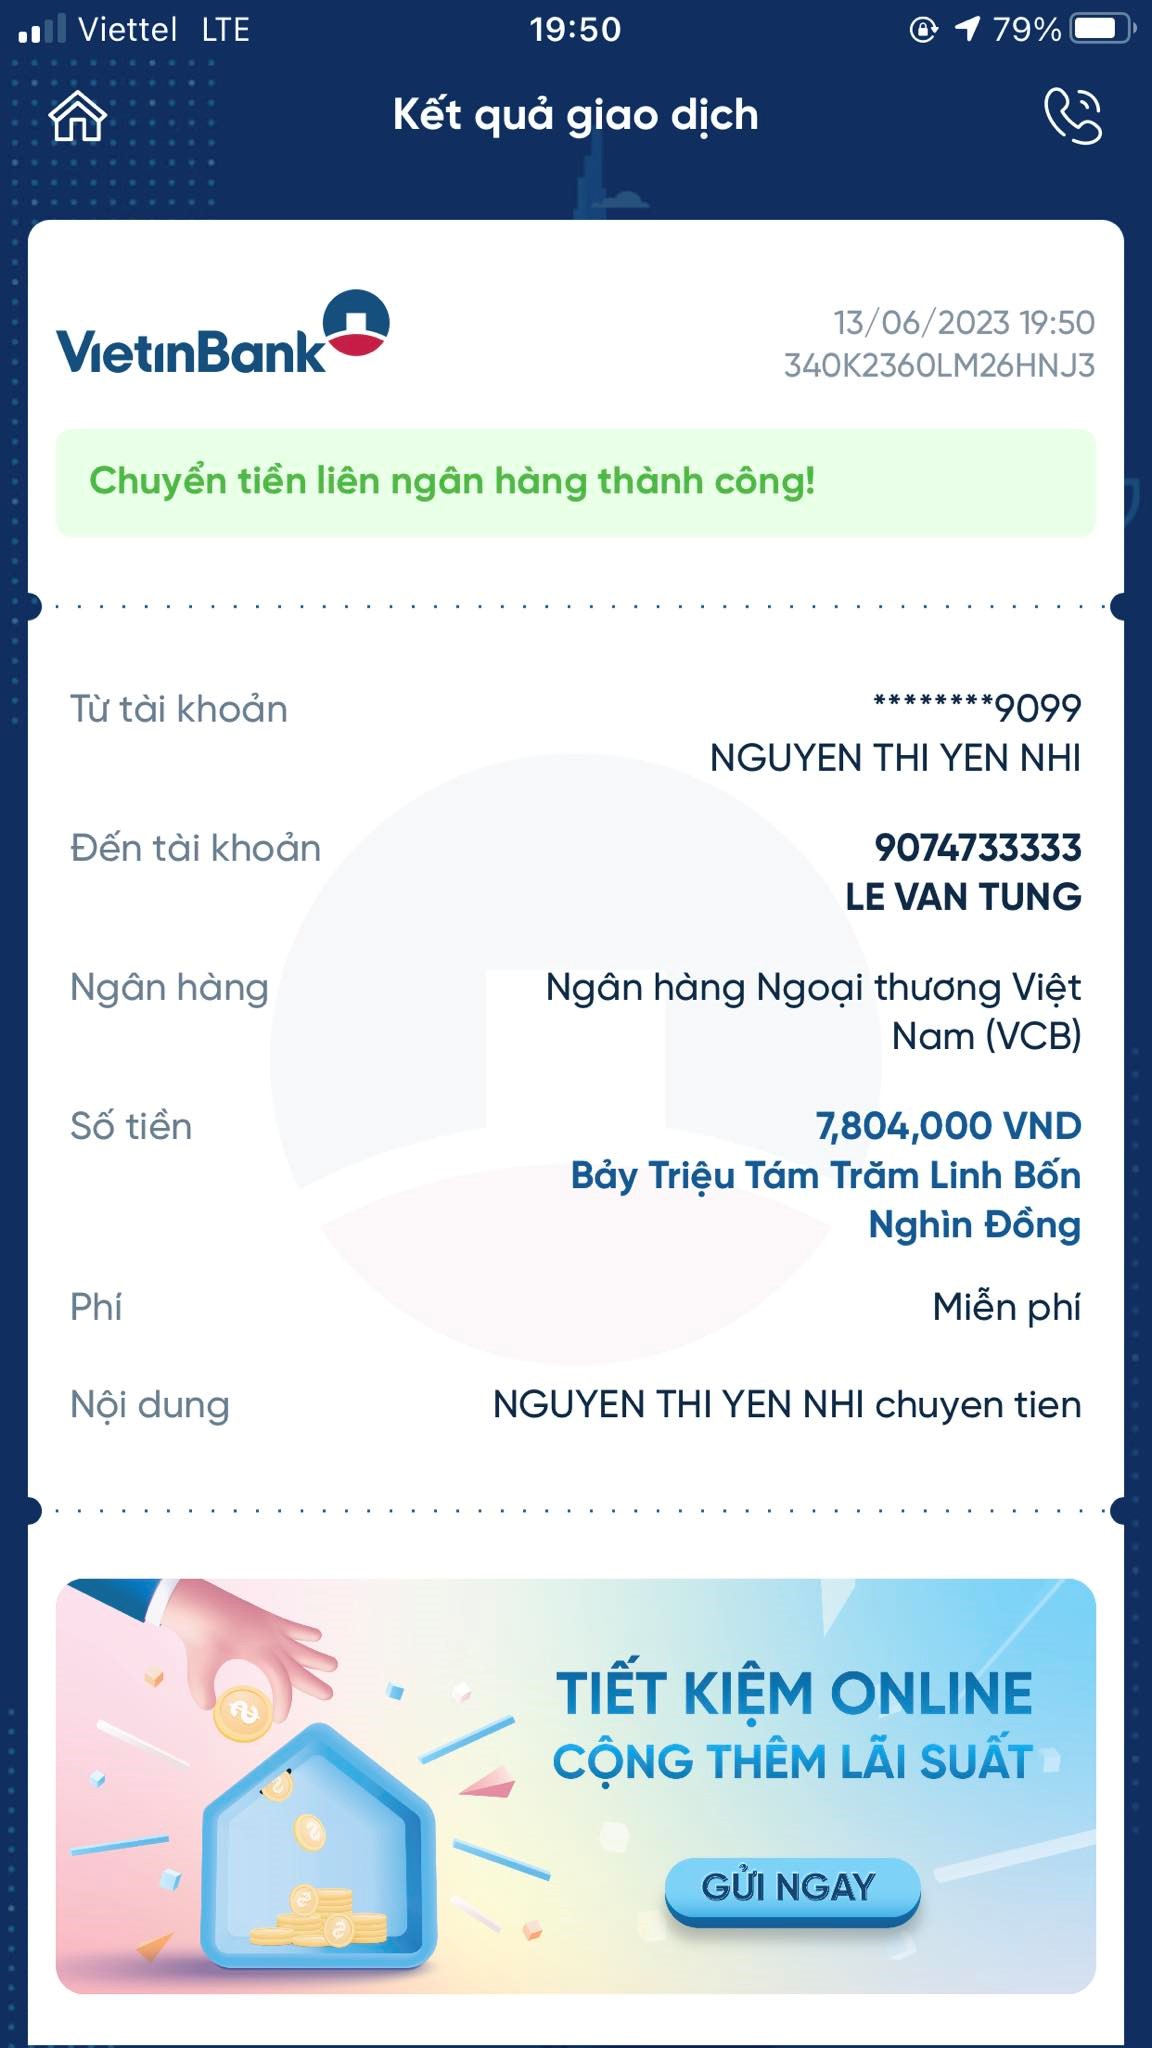 Viettel LTE 19:50 79%
Kết quả giao dịch
VietinBank
13/06/2023 19:50
340K2360LM26HNJ3
Chuyển tiền liên ngân hàng thành công!
Từ tài khoản ********9099
NGUYEN THI YEN NHI
Đến tài khoản 9074733333
LE VAN TUNG
Ngân hàng Ngân hàng Ngoại thương Việt
Nam (VCB)
Số tiền 7,804,000 VND
Bảy Triệu Tám Trăm Linh Bốn
Nghìn Đồng
Phí Miễn phí
Nội dung NGUYEN THI YEN NHI chuyen tien
TIẾT KIỆM ONLINE
CỘNG THÊM LÃI SUẤT
GỬI NGAY